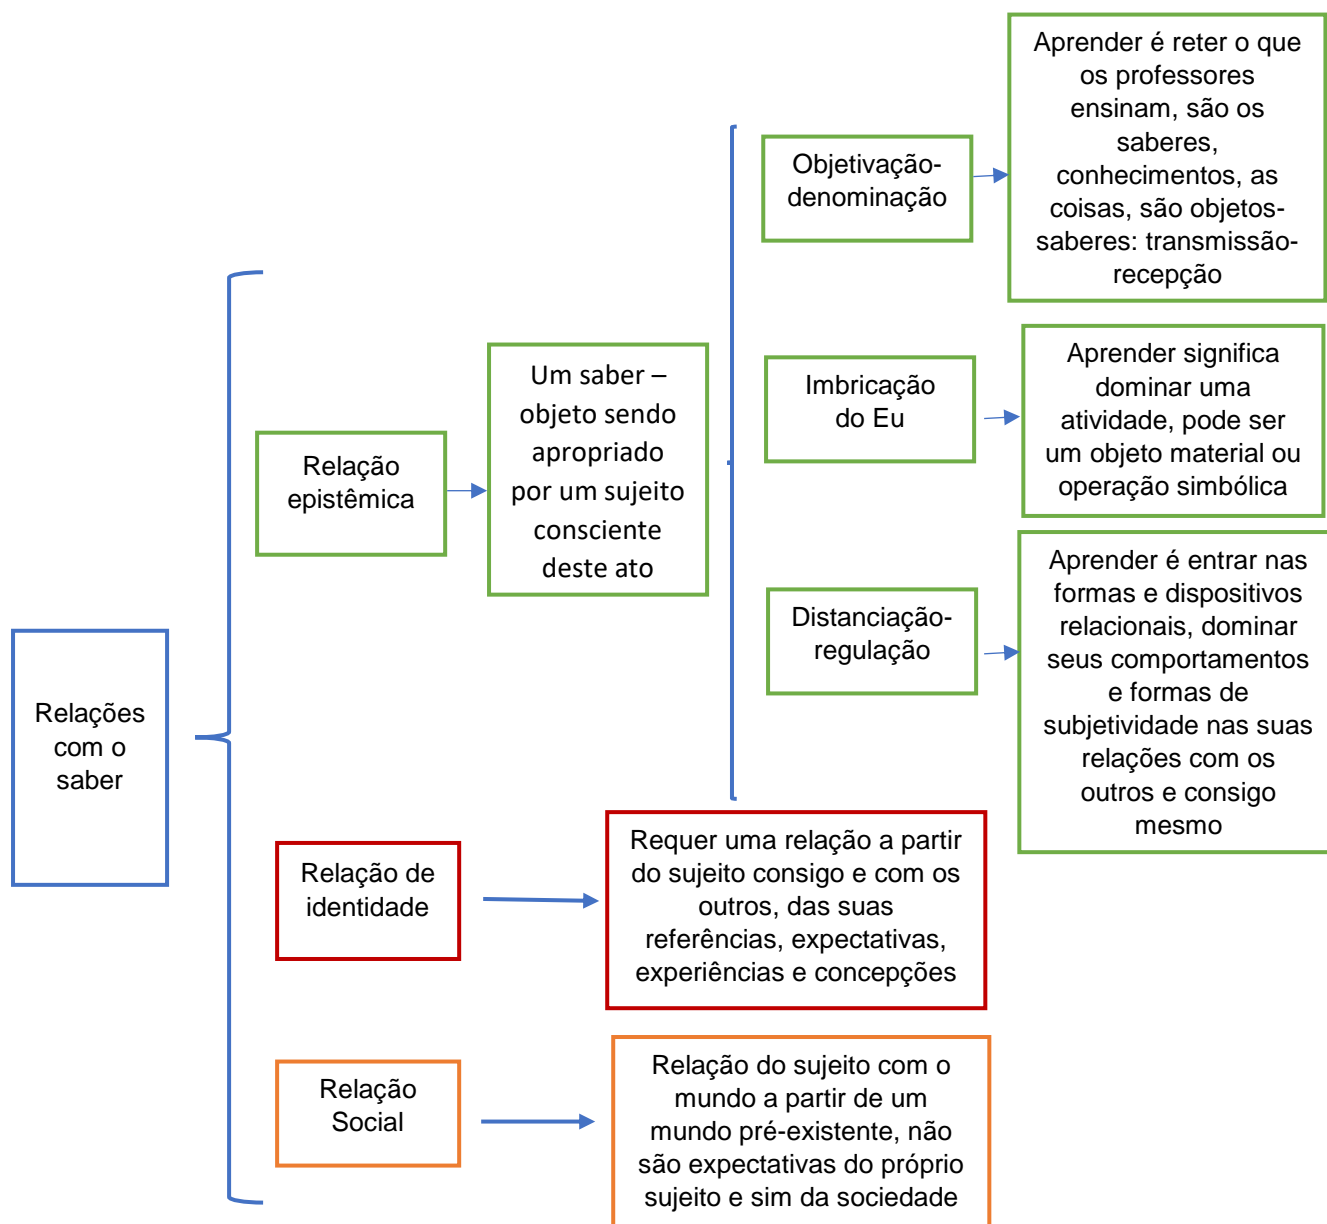 Relações
com o
saber
Relação
epistêmica
Um saber –
objeto sendo
apropriado
por um sujeito
consciente
deste ato
Objetivação-
denominação
Aprender é reter o que
os professores
ensinam, são os
saberes,
conhecimentos, as
coisas, são objetos-
saberes: transmissão-
recepção
Imbricação
do Eu
Aprender significa
dominar uma
atividade, pode ser
um objeto material ou
operação simbólica
Distanciação-
regulação
Aprender é entrar nas
formas e dispositivos
relacionais, dominar
seus comportamentos
e formas de
subjetividade nas suas
relações com os
outros e consigo
mesmo
Relação de
identidade
Requer uma relação a partir
do sujeito consigo e com os
outros, das suas
referências, expectativas,
experiências e concepções
Relação
Social
Relação do sujeito com o
mundo a partir de um
mundo pré-existente, não
são expectativas do próprio
sujeito e sim da sociedade